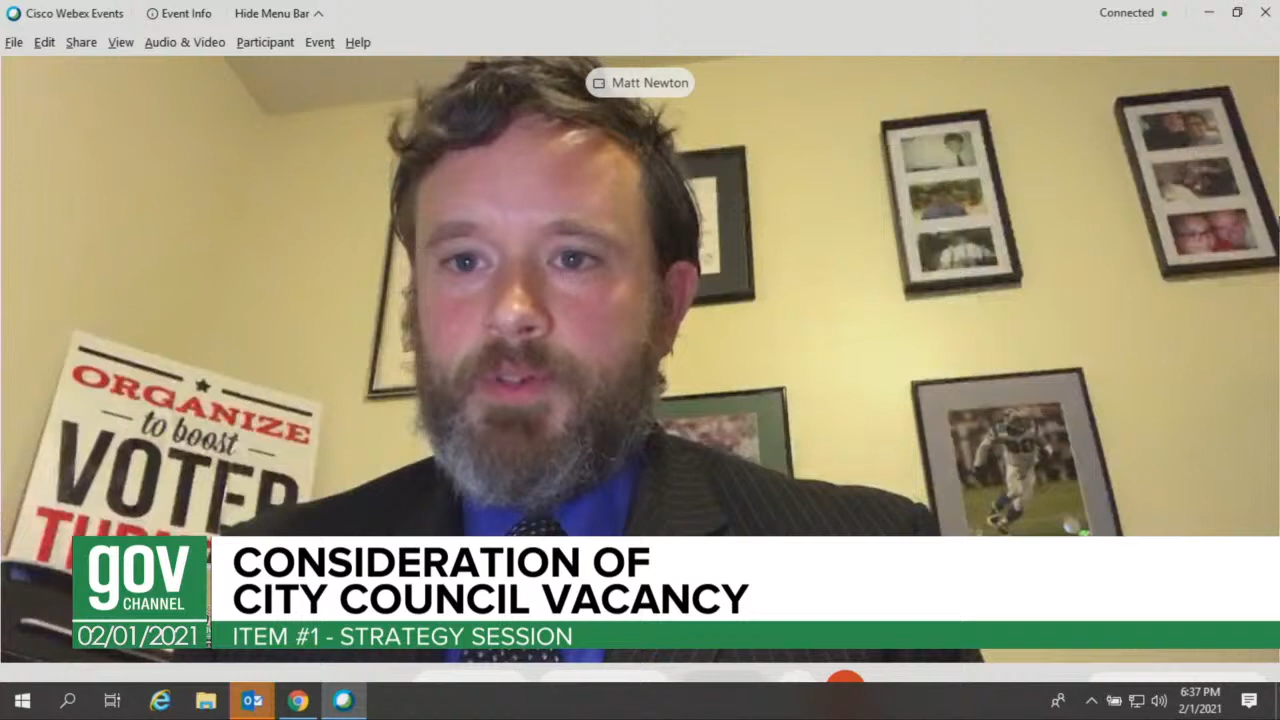 Cisco Webex Events
Event Info
Hide Menu Bar
Connected
File Edit Share View Audio & Video Participant Event Help
Matt Newton
ORGANIZE
to boost
VOTER
gov
CHANNEL
02/01/2021
CONSIDERATION OF
CITY COUNCIL VACANCY
ITEM #1 - STRATEGY SESSION
6:37 PM
2/1/2021